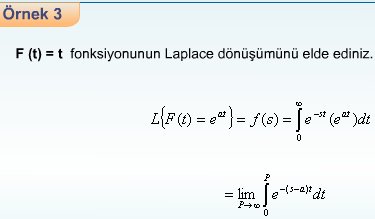 Örnek 3
F (t) = t fonksiyonunun Laplace dönüşümünü elde ediniz.
L{F(t) = e^{at}} = f(s) = ∫_0^∞ e^{-st} (e^{at})dt
= lim_{P→∞} ∫_0^P e^{-(s-a)t} dt